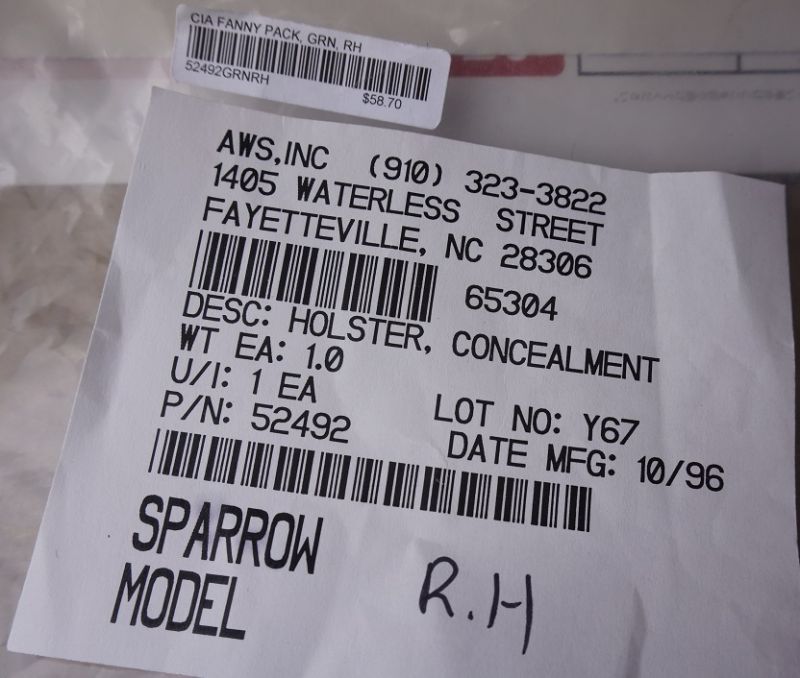 CIA FANNY PACK, GRN, RH
52492GRNRH
$58.70
AWS,INC (910) 323-3822
1405 WATERLESS STREET
FAYETTEVILLE, NC 28306
65304
DESC: HOLSTER, CONCEALMENT
WT EA: 1.0
U/I: 1 EA LOT NO: Y67
P/N: 52492 DATE MFG: 10/96
SPARROW
MODEL
R.H